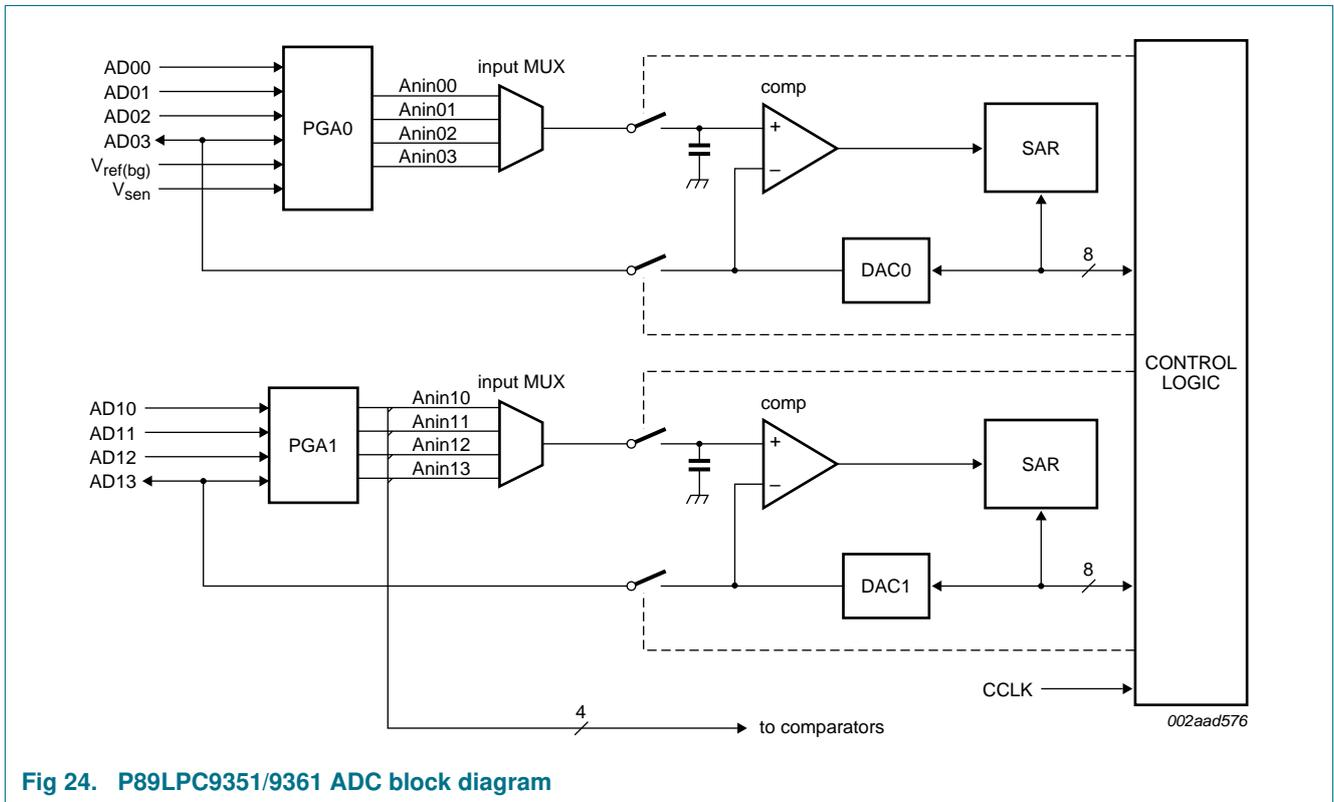 AD00
AD01
AD02
AD03
Vref(bg)
Vsen
PGA0
Anin00
Anin01
Anin02
Anin03
input MUX
comp
+
–
SAR
DAC0
8
AD10
AD11
AD12
AD13
PGA1
Anin10
Anin11
Anin12
Anin13
input MUX
comp
+
–
SAR
DAC1
8
CONTROL
LOGIC
CCLK
4
to comparators
002aad576
Fig 24. P89LPC9351/9361 ADC block diagram